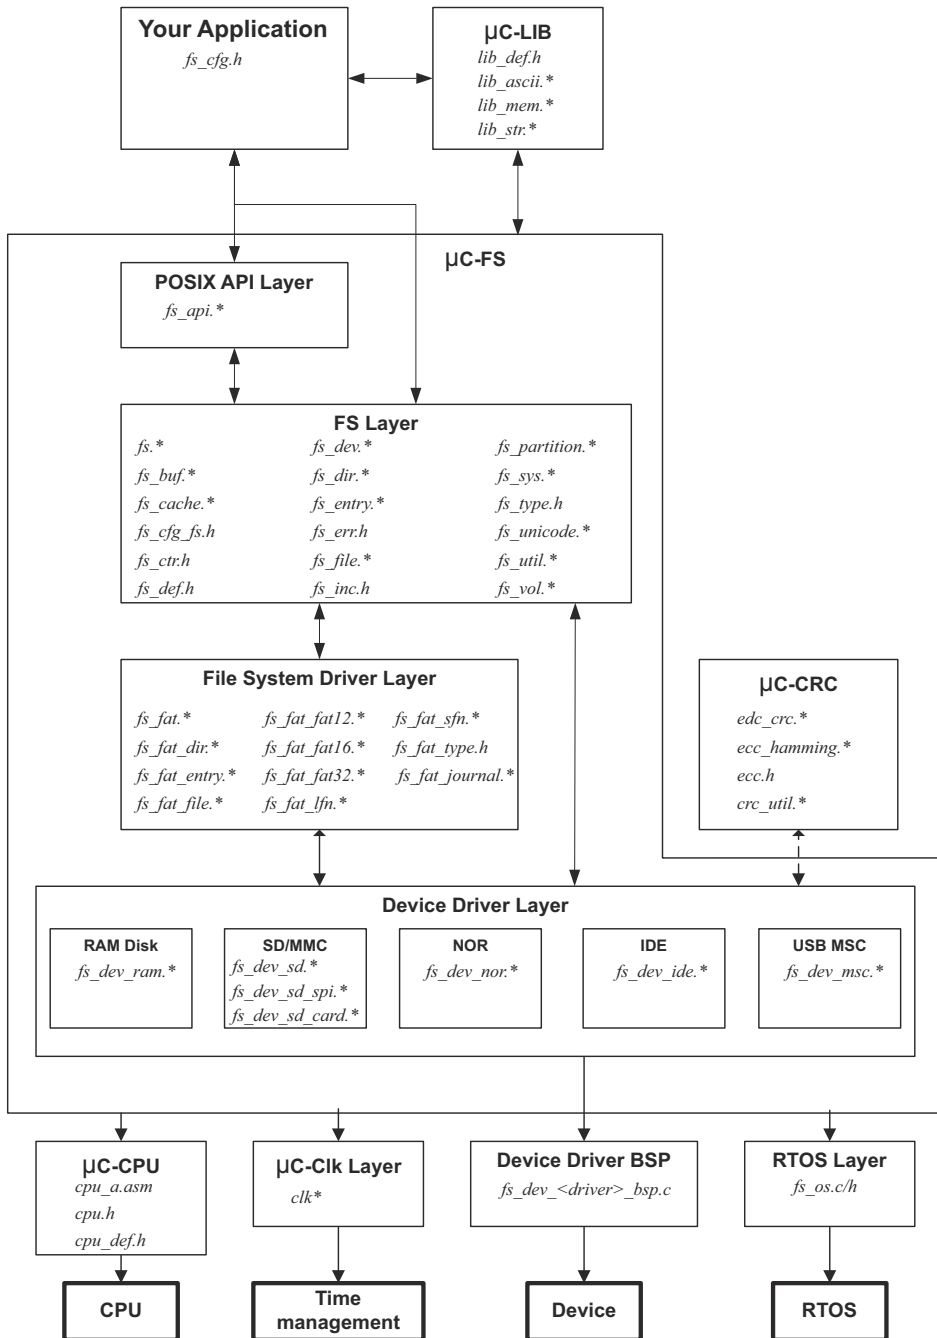 Your Application
fs_cfg.h
µC-LIB
lib_def.h
lib_ascii.*
lib_mem.*
lib_str.*
µC-FS
POSIX API Layer
fs_api.*
FS Layer
fs.* fs_dev.* fs_partition.*
fs_buf.* fs_dir.* fs_sys.*
fs_cache.* fs_entry.* fs_type.h
fs_cfg_fs.h fs_err.h fs_unicode.*
fs_ctr.h fs_file.* fs_util.*
fs_def.h fs_inc.h fs_vol.*
File System Driver Layer
fs_fat.* fs_fat_fat12.* fs_fat_sfn.*
fs_fat_dir.* fs_fat_fat16.* fs_fat_type.h
fs_fat_entry.* fs_fat_fat32.* fs_fat_journal.*
fs_fat_file.* fs_fat_lfn.*
µC-CRC
edc_crc.*
ecc_hamming.*
ecc.h
crc_util.*
Device Driver Layer
RAM Disk
fs_dev_ram.*
SD/MMC
fs_dev_sd.*
fs_dev_sd_spi.*
fs_dev_sd_card.*
NOR
fs_dev_nor.*
IDE
fs_dev_ide.*
USB MSC
fs_dev_msc.*
µC-CPU
cpu_a.asm
cpu.h
cpu_def.h
µC-Clk Layer
clk*
Device Driver BSP
fs_dev_<driver>_bsp.c
RTOS Layer
fs_os.c/h
CPU
Time
management
Device
RTOS